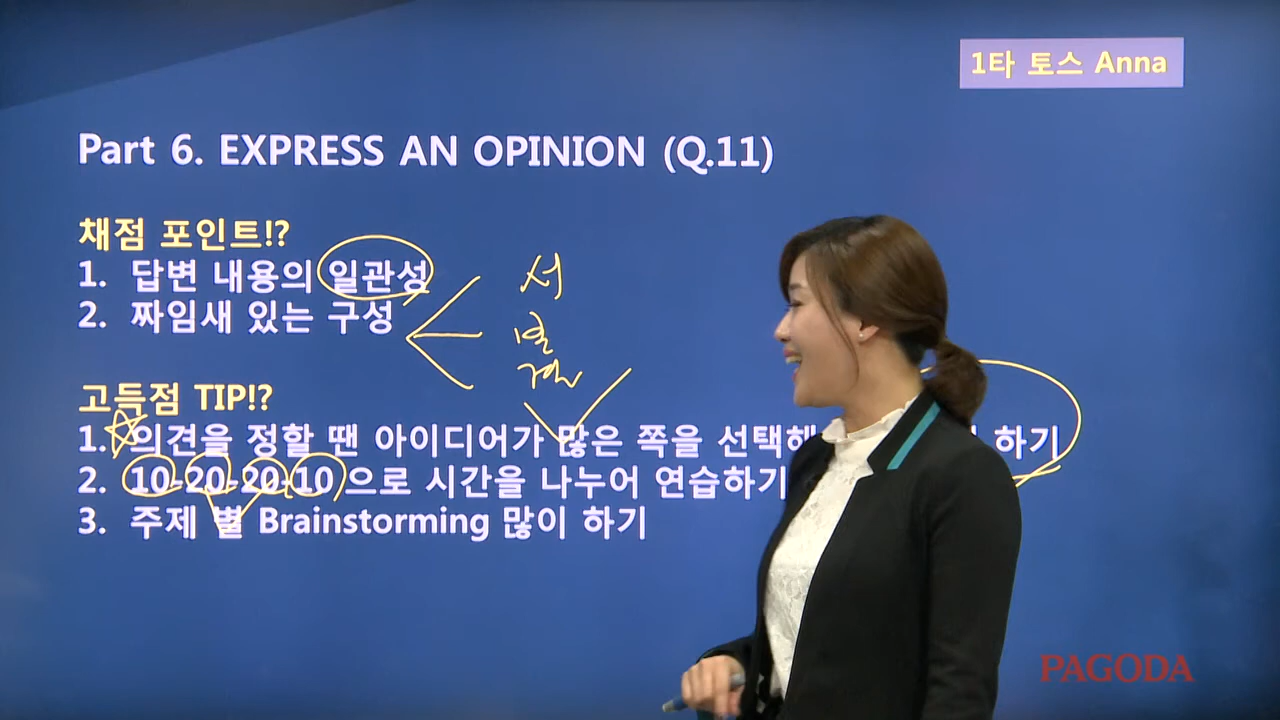 1타 토스 Anna
Part 6. EXPRESS AN OPINION (Q.11)
채점 포인트!?
1. 답변 내용의 일관성
2. 짜임새 있는 구성
서
고득점 TIP!?
1. 의견을 정할 땐 아이디어가 많은 쪽을 선택해 하기
2. 10-20-20-10 으로 시간을 나누어 연습하기
3. 주제 별 Brainstorming 많이 하기
PAGODA